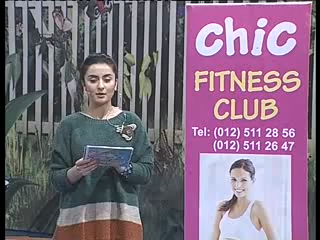 chic
FITNESS
CLUB
Tel: (012) 511 28 56
(012) 511 26 47